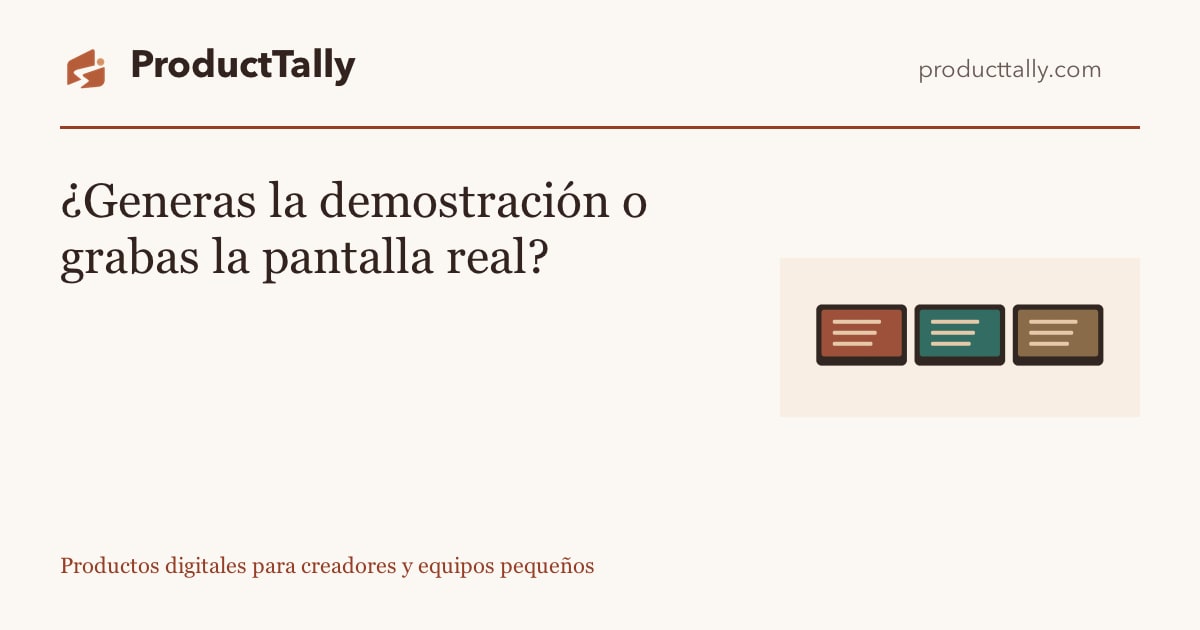 ProductTally
producttally.com
¿Generas la demostración o
grabas la pantalla real?
Productos digitales para creadores y equipos pequeños